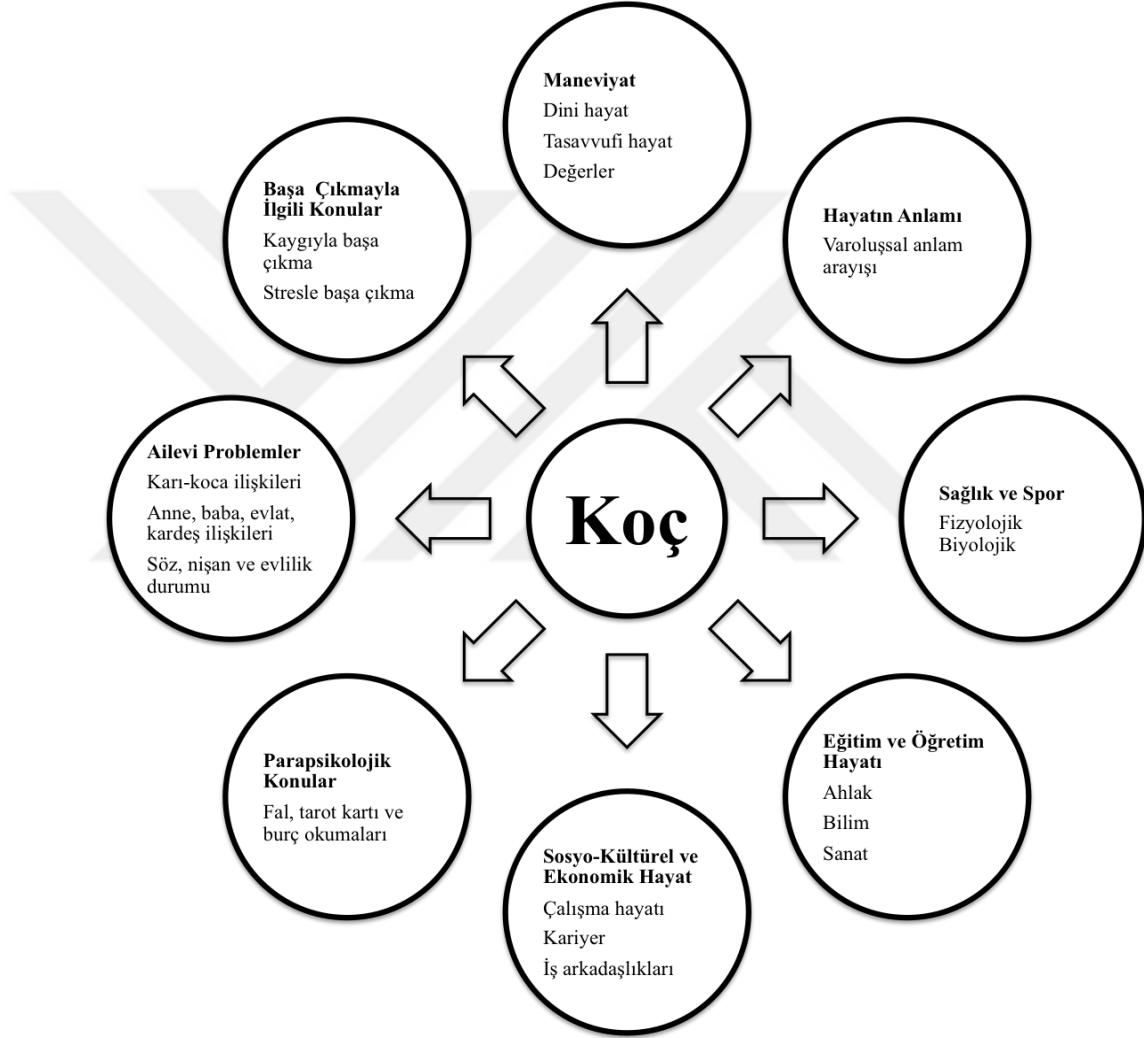 Maneviyat
Dini hayat
Tasavvufi hayat
Değerler
Hayatın Anlamı
Varoluşsal anlam
arayışı
Sağlık ve Spor
Fizyolojik
Biyolojik
Eğitim ve Öğretim
Hayatı
Ahlak
Bilim
Sanat
Sosyo-Kültürel ve
Ekonomik Hayat
Çalışma hayatı
Kariyer
İş arkadaşlıkları
Parapsikolojik
Konular
Fal, tarot kartı ve
burç okumaları
Ailevi Problemler
Karı-koca ilişkileri
Anne, baba, evlat,
kardeş ilişkileri
Söz, nişan ve evlilik
durumu
Başa Çıkmayla
İlgili Konular
Kaygıyla başa
çıkma
Stresle başa çıkma
Koç